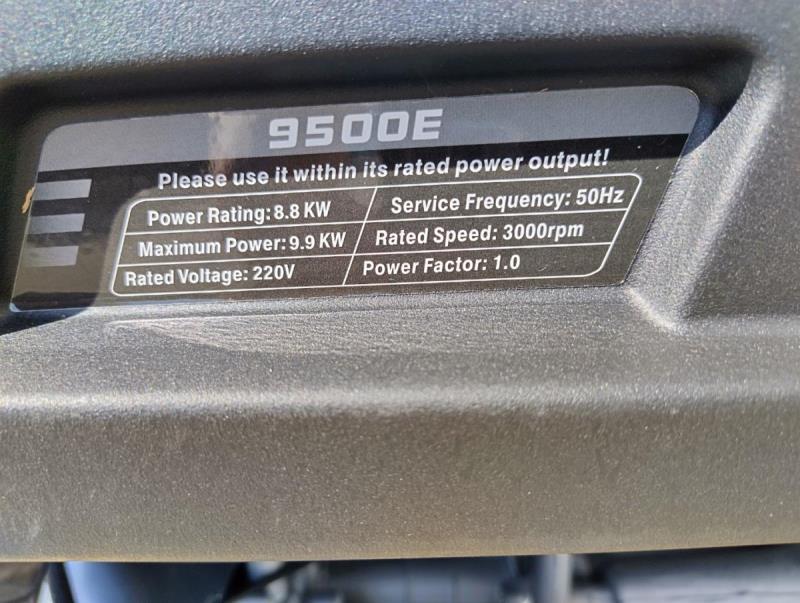 9500E
Please use it within its rated power output!
Power Rating: 8.8 KW
Service Frequency: 50Hz
Maximum Power: 9.9 KW
Rated Speed: 3000rpm
Rated Voltage: 220V
Power Factor: 1.0